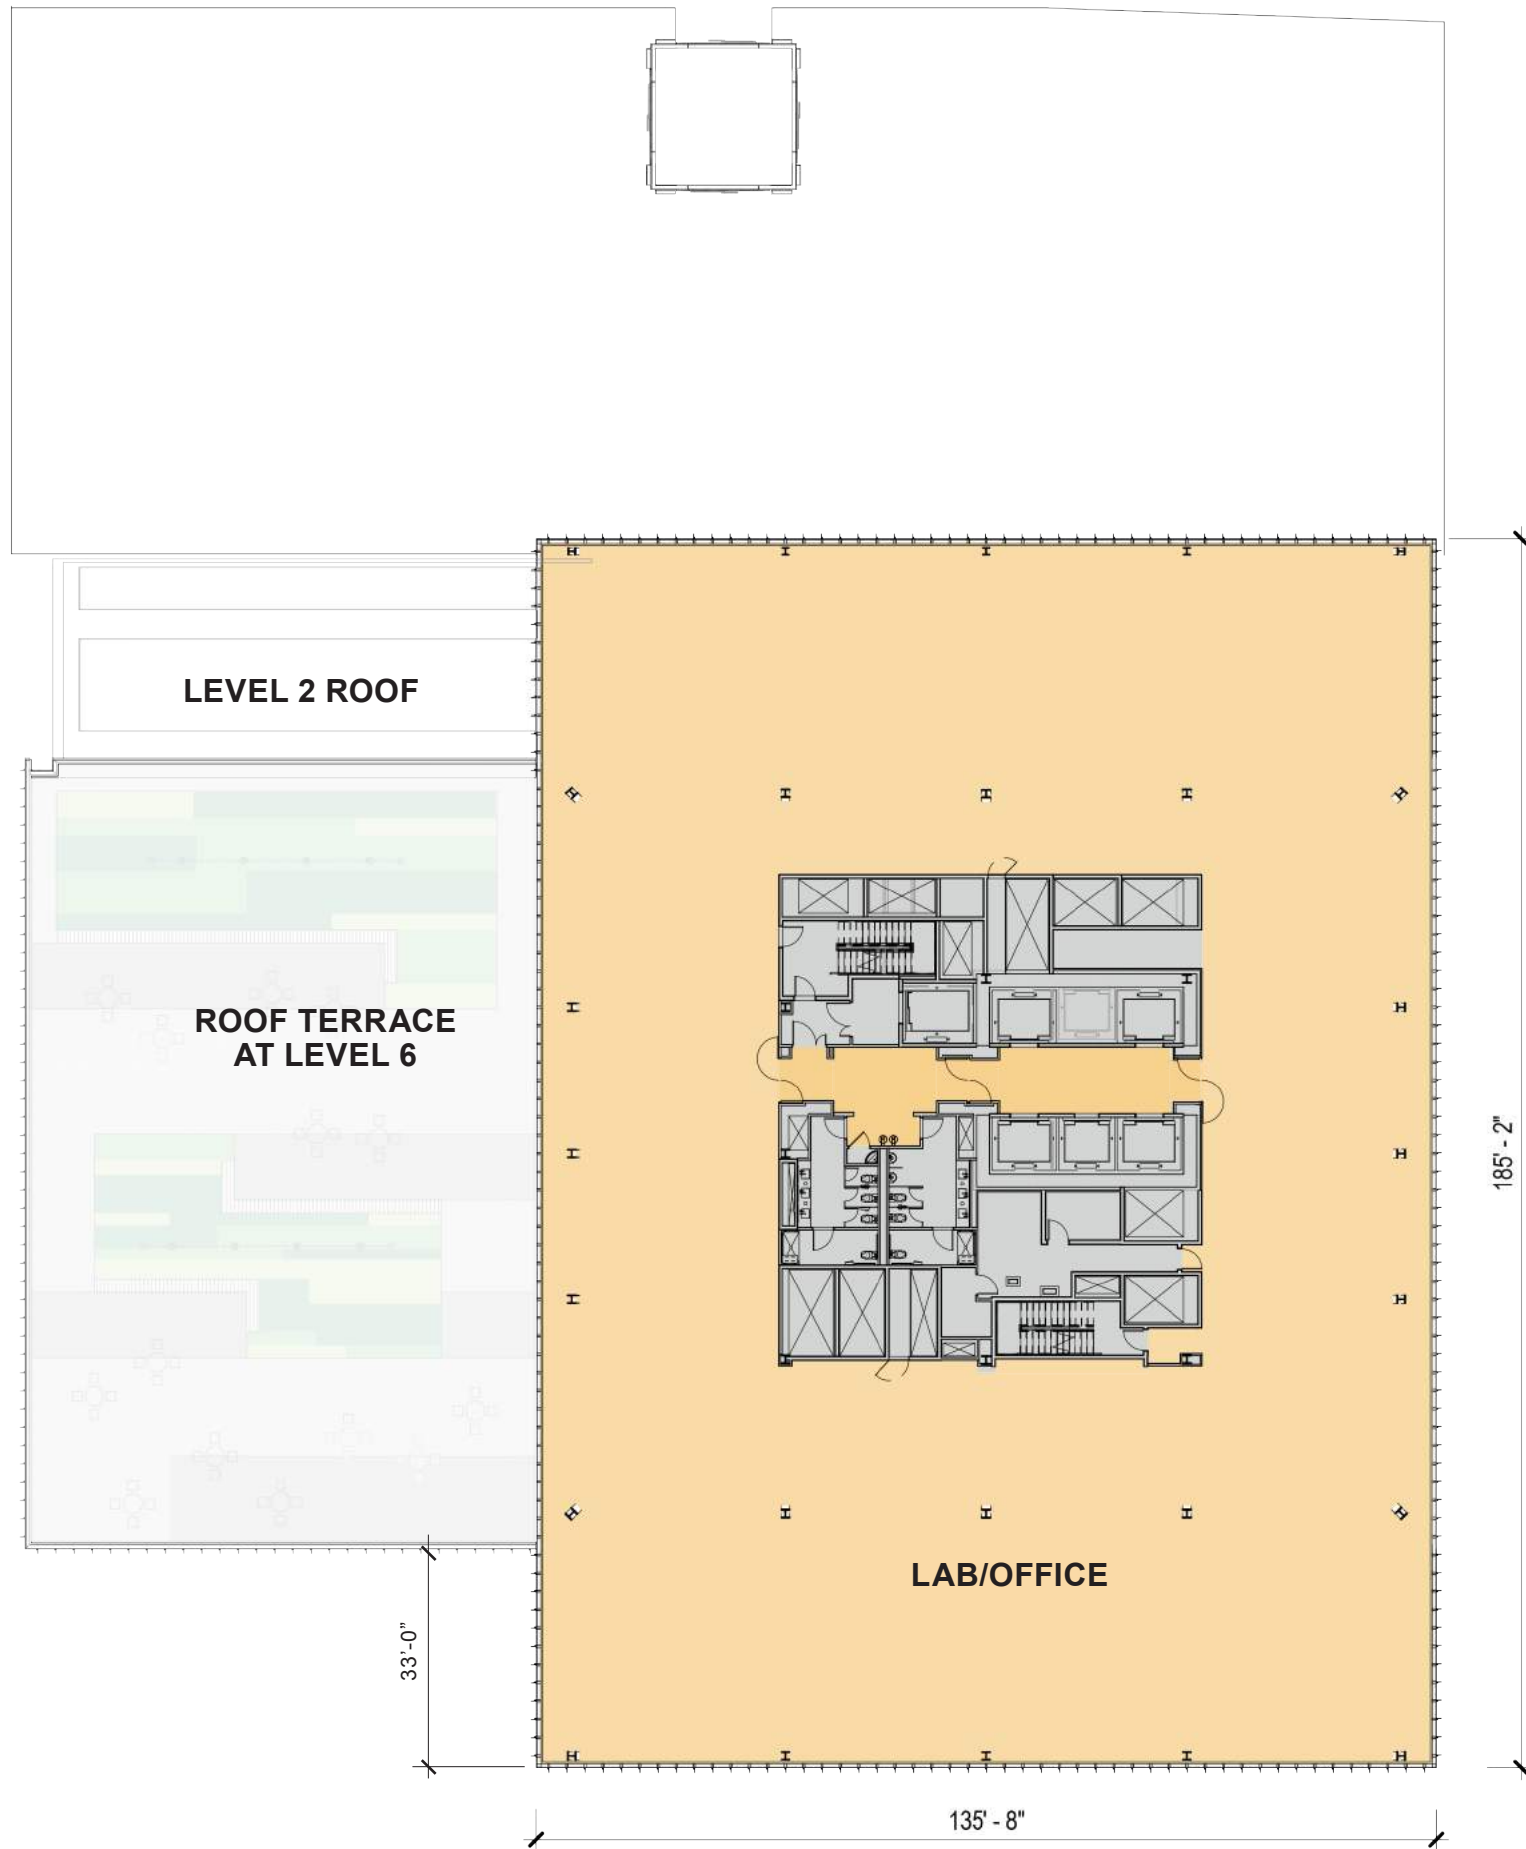 LEVEL 2 ROOF
ROOF TERRACE
AT LEVEL 6
185' - 2"
LAB/OFFICE
33'-0"
135' - 8"